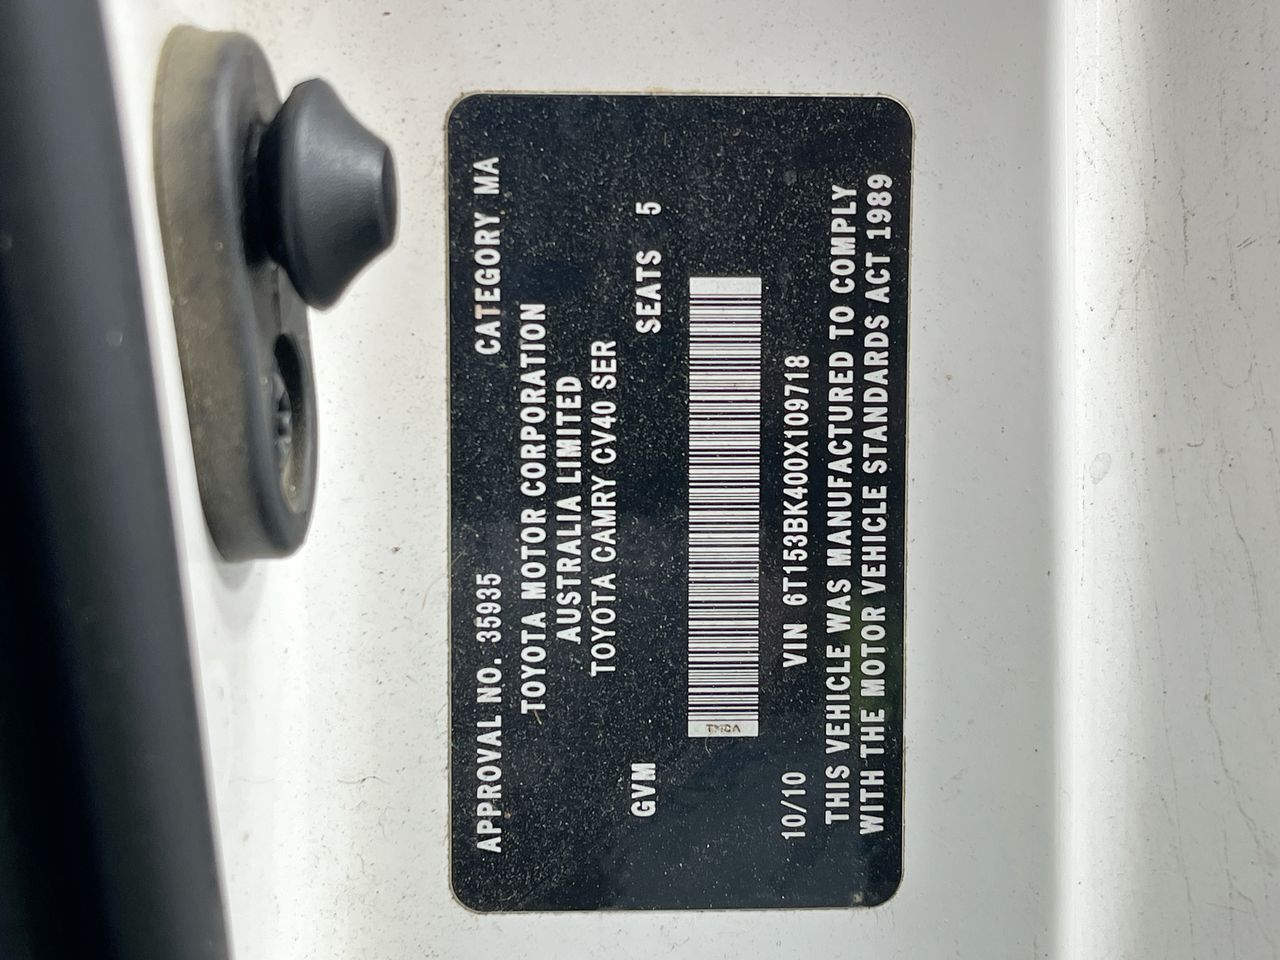 APPROVAL NO. 35935 CATEGORY MA
TOYOTA MOTOR CORPORATION
AUSTRALIA LIMITED
TOYOTA CAMRY CV40 SER
GVM SEATS 5
TMCA
10/10 VIN 6T153BK400X109718
THIS VEHICLE WAS MANUFACTURED TO COMPLY
WITH THE MOTOR VEHICLE STANDARDS ACT 1989